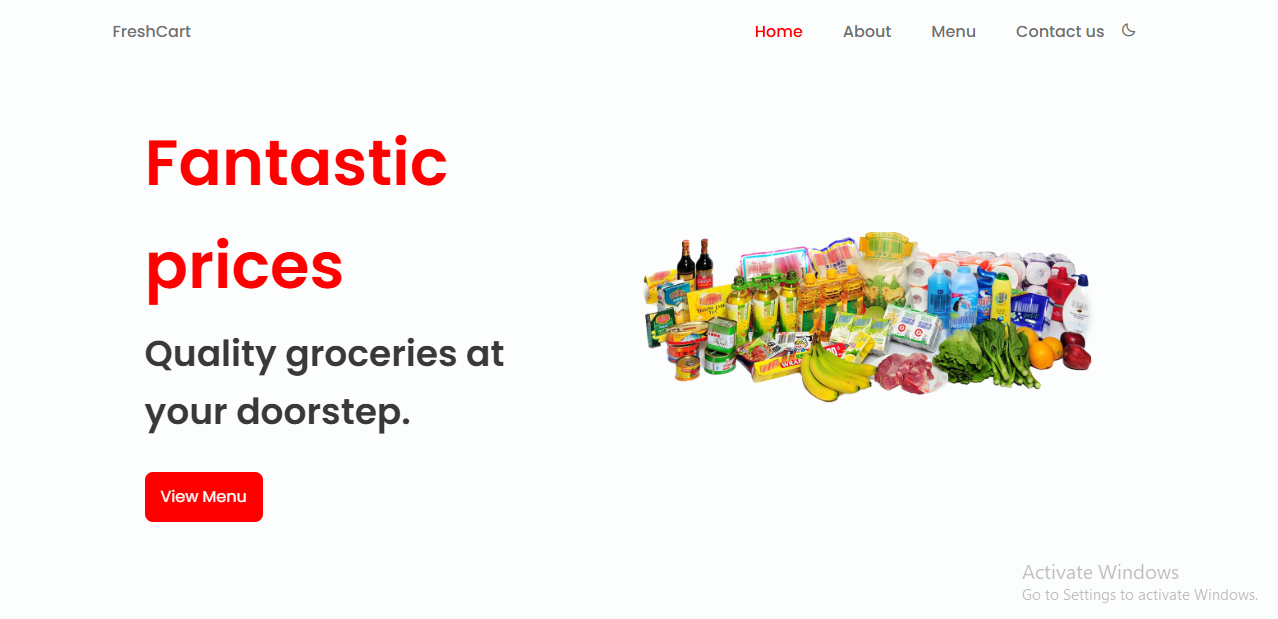 FreshCart
Home
About
Menu
Contact us
Fantastic
prices
Quality groceries at
your doorstep.
View Menu
Activate Windows
Go to Settings to activate Windows.